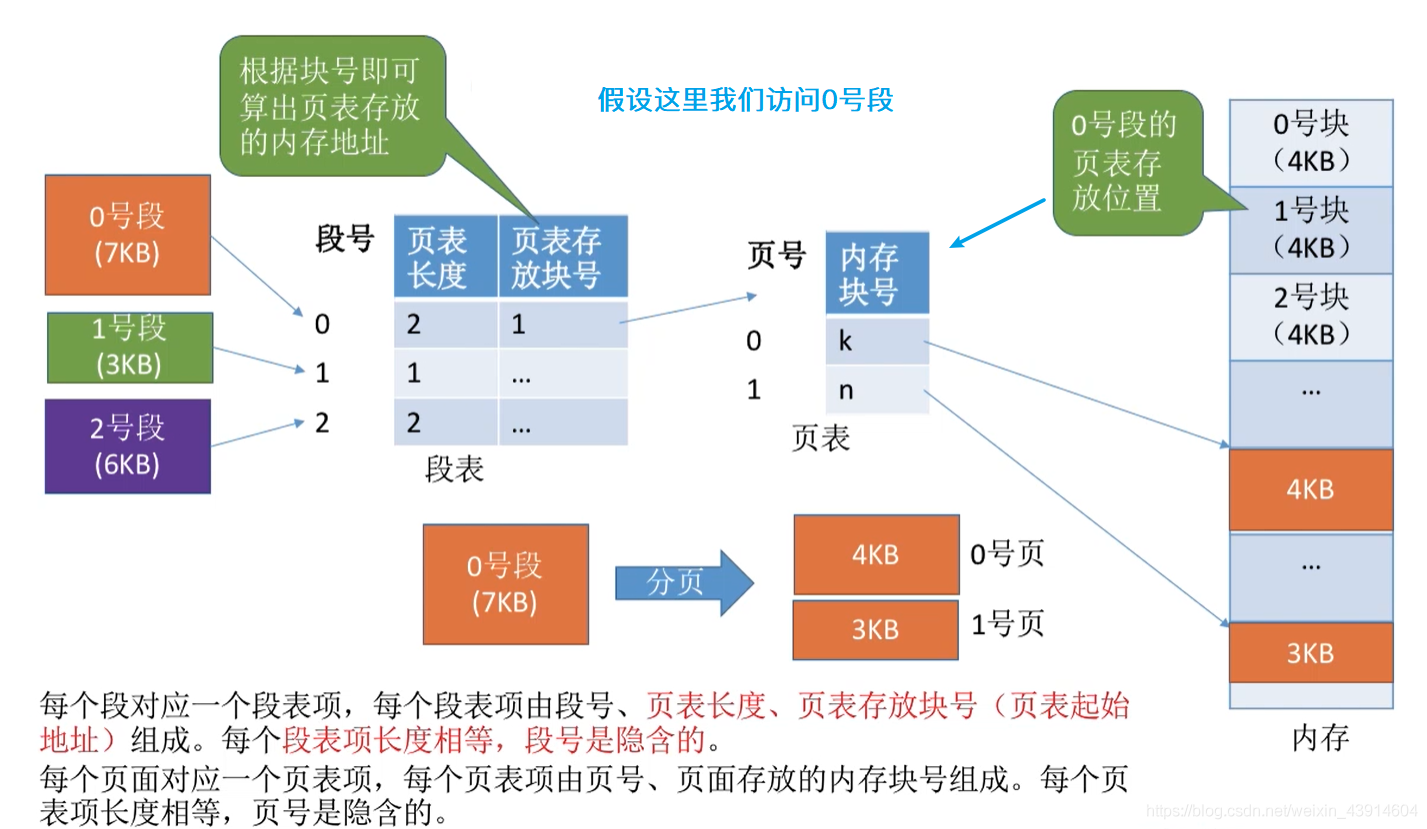 根据块号即可
算出页表存放
的内存地址
假设这里我们访问0号段
0号段的
页表存
放位置
0号块
（4KB）
1号块
（4KB）
2号块
（4KB）
...
4KB
...
3KB
内存
0号段
(7KB)
1号段
(3KB)
2号段
(6KB)
段号
页表
长度
页表存
放块号
0
2
1
1
1
...
2
2
...
段表
页号
内存
块号
0
k
1
n
页表
0号段
(7KB)
分页
4KB
0号页
3KB
1号页
每个段对应一个段表项，每个段表项由段号、页表长度、页表存放块号（页表起始
地址）组成。每个段表项长度相等，段号是隐含的。
每个页面对应一个页表项，每个页表项由页号、页面存放的内存块号组成。每个页
表项长度相等，页号是隐含的。
https://blog.csdn.net/weixin_43914604